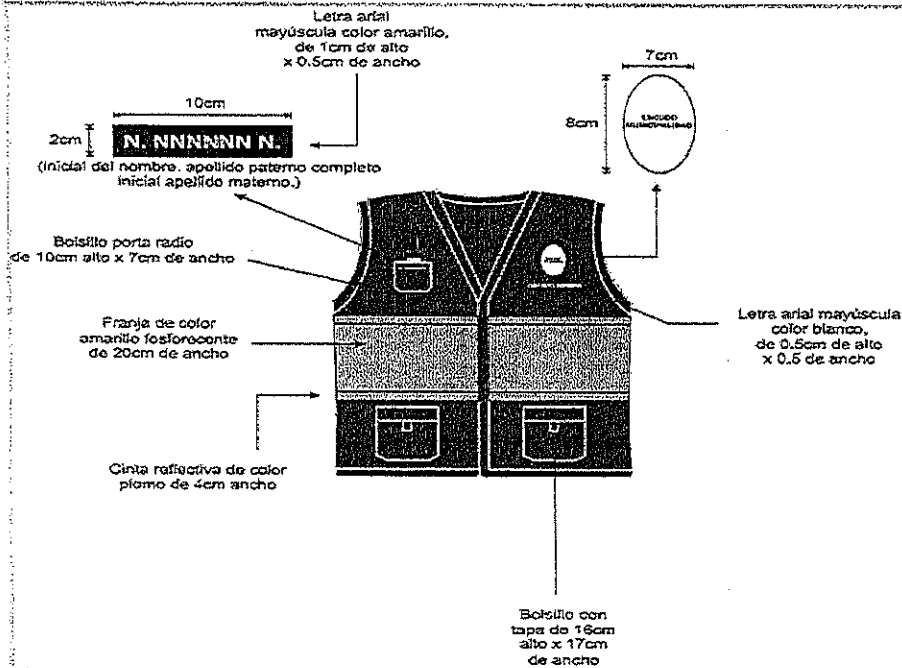 Letra arial
mayúscula color amarillo,
de 1cm de alto
x 0.5cm de ancho
10cm
2cm
N. NNNNNN N.
(inicial del nombre. apellido paterno completo
inicial apellido materno.)
7cm
8cm
ESCUDO
MUNICIPALIDAD
Bolsillo porta radio
de 10cm alto x 7cm de ancho
Franja de color
amarillo fosforocente
de 20cm de ancho
Letra arial mayúscula
color blanco,
de 0.5cm de alto
x 0.5 de ancho
Cinta reflectiva de color
plomo de 4cm ancho
Bolsillo con
tapa de 16cm
alto x 17cm
de ancho